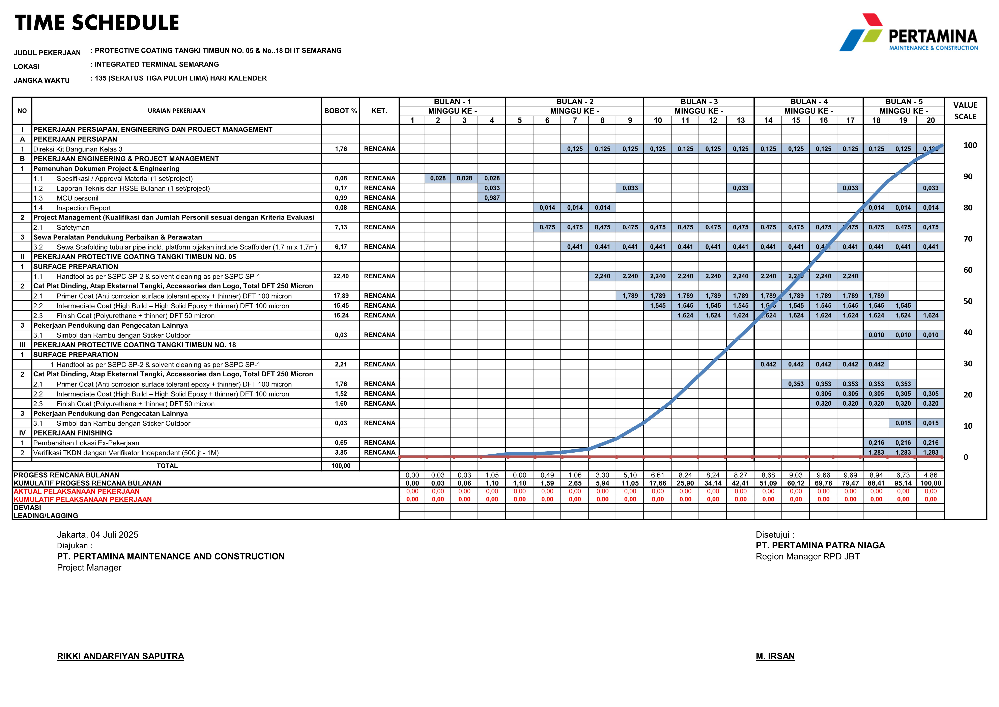 TIME SCHEDULE
PERTAMINA
MAINTENANCE & CONSTRUCTION
JUDUL PEKERJAAN : PROTECTIVE COATING TANGKI TIMBUN NO. 05 & No..18 DI IT SEMARANG
LOKASI : INTEGRATED TERMINAL SEMARANG
JANGKA WAKTU : 135 (SERATUS TIGA PULUH LIMA) HARI KALENDER
NO URAIAN PEKERJAAN BOBOT % KET. BULAN - 1 BULAN - 2 BULAN - 3 BULAN - 4 BULAN - 5 VALUE SCALE
MINGGU KE - MINGGU KE - MINGGU KE - MINGGU KE - MINGGU KE -
1 2 3 4 5 6 7 8 9 10 11 12 13 14 15 16 17 18 19 20
I PEKERJAAN PERSIAPAN, ENGINEERING DAN PROJECT MANAGEMENT
A PEKERJAAN PERSIAPAN
1 Direksi Kit Bangunan Kelas 3 1,76 RENCANA 0,125 0,125 0,125 0,125 0,125 0,125 0,125 0,125 0,125 0,125 0,125 0,125 0,125 0,125 100
B PEKERJAAN ENGINEERING & PROJECT MANAGEMENT
1 Pemenuhan Dokumen Project & Engineering
1.1 Spesifikasi / Approval Material (1 set/project) 0,08 RENCANA 0,028 0,028 0,028 90
1.2 Laporan Teknis dan HSSE Bulanan (1 set/project) 0,17 RENCANA 0,033 0,033 0,033 0,033 0,033
1.3 MCU personil 0,99 RENCANA 0,987
1.4 Inspection Report 0,08 RENCANA 0,014 0,014 0,014 0,014 0,014 0,014 80
2 Project Management (Kualifikasi dan Jumlah Personil sesuai dengan Kriteria Evaluasi
2.1 Safetyman 7,13 RENCANA 0,475 0,475 0,475 0,475 0,475 0,475 0,475 0,475 0,475 0,475 0,475 0,475 0,475 0,475 0,475
3 Sewa Peralatan Pendukung Perbaikan & Perawatan 70
3.2 Sewa Scafolding tubular pipe incld. platform pijakan include Scaffolder (1,7 m x 1,7m) 6,17 RENCANA 0,441 0,441 0,441 0,441 0,441 0,441 0,441 0,441 0,441 0,441 0,441 0,441 0,441 0,441
II PEKERJAAN PROTECTIVE COATING TANGKI TIMBUN NO. 05
1 SURFACE PREPARATION 60
1.1 Handtool as per SSPC SP-2 & solvent cleaning as per SSPC SP-1 22,40 RENCANA 2,240 2,240 2,240 2,240 2,240 2,240 2,240 2,240 2,240 2,240
2 Cat Plat Dinding, Atap Eksternal Tangki, Accessories dan Logo, Total DFT 250 Micron
2.1 Primer Coat (Anti corrosion surface tolerant epoxy + thinner) DFT 100 micron 17,89 RENCANA 1,789 1,789 1,789 1,789 1,789 1,789 1,789 1,789 1,789 1,789 50
2.2 Intermediate Coat (High Build – High Solid Epoxy + thinner) DFT 100 micron 15,45 RENCANA 1,545 1,545 1,545 1,545 1,545 1,545 1,545 1,545 1,545 1,545
2.3 Finish Coat (Polyurethane + thinner) DFT 50 micron 16,24 RENCANA 1,624 1,624 1,624 1,624 1,624 1,624 1,624 1,624 1,624 1,624
3 Pekerjaan Pendukung dan Pengecatan Lainnya
3.1 Simbol dan Rambu dengan Sticker Outdoor 0,03 RENCANA 0,010 0,010 0,010 40
III PEKERJAAN PROTECTIVE COATING TANGKI TIMBUN NO. 18
1 SURFACE PREPARATION
1 Handtool as per SSPC SP-2 & solvent cleaning as per SSPC SP-1 2,21 RENCANA 0,442 0,442 0,442 0,442 0,442 30
2 Cat Plat Dinding, Atap Eksternal Tangki, Accessories dan Logo, Total DFT 250 Micron
2.1 Primer Coat (Anti corrosion surface tolerant epoxy + thinner) DFT 100 micron 1,76 RENCANA 0,353 0,353 0,353 0,353 0,353
2.2 Intermediate Coat (High Build – High Solid Epoxy + thinner) DFT 100 micron 1,52 RENCANA 0,305 0,305 0,305 0,305 0,305 20
2.3 Finish Coat (Polyurethane + thinner) DFT 50 micron 1,60 RENCANA 0,320 0,320 0,320 0,320 0,320
3 Pekerjaan Pendukung dan Pengecatan Lainnya
3.1 Simbol dan Rambu dengan Sticker Outdoor 0,03 RENCANA 0,015 0,015 10
IV PEKERJAAN FINISHING
1 Pembersihan Lokasi Ex-Pekerjaan 0,65 RENCANA 0,216 0,216 0,216
2 Verifikasi TKDN dengan Verifikator Independent (500 jt - 1M) 3,85 RENCANA 1,283 1,283 1,283 0
TOTAL 100,00
PROGESS RENCANA BULANAN 0,00 0,03 0,03 1,05 0,00 0,49 1,06 3,30 5,10 6,61 8,24 8,24 8,27 8,68 9,03 9,66 9,69 8,94 6,73 4,86
KUMULATIF PROGESS RENCANA BULANAN 0,00 0,03 0,06 1,10 1,10 1,59 2,65 5,94 11,05 17,66 25,90 34,14 42,41 51,09 60,12 69,78 79,47 88,41 95,14 100,00
AKTUAL PELAKSANAAN PEKERJAAN 0,00 0,00 0,00 0,00 0,00 0,00 0,00 0,00 0,00 0,00 0,00 0,00 0,00 0,00 0,00 0,00 0,00 0,00 0,00 0,00
KUMULATIF PELAKSANAAN PEKERJAAN 0,00 0,00 0,00 0,00 0,00 0,00 0,00 0,00 0,00 0,00 0,00 0,00 0,00 0,00 0,00 0,00 0,00 0,00 0,00 0,00
DEVIASI
LEADING/LAGGING
Jakarta, 04 Juli 2025
Diajukan :
PT. PERTAMINA MAINTENANCE AND CONSTRUCTION
Project Manager
RIKKI ANDARFIYAN SAPUTRA
Disetujui :
PT. PERTAMINA PATRA NIAGA
Region Manager RPD JBT
M. IRSAN